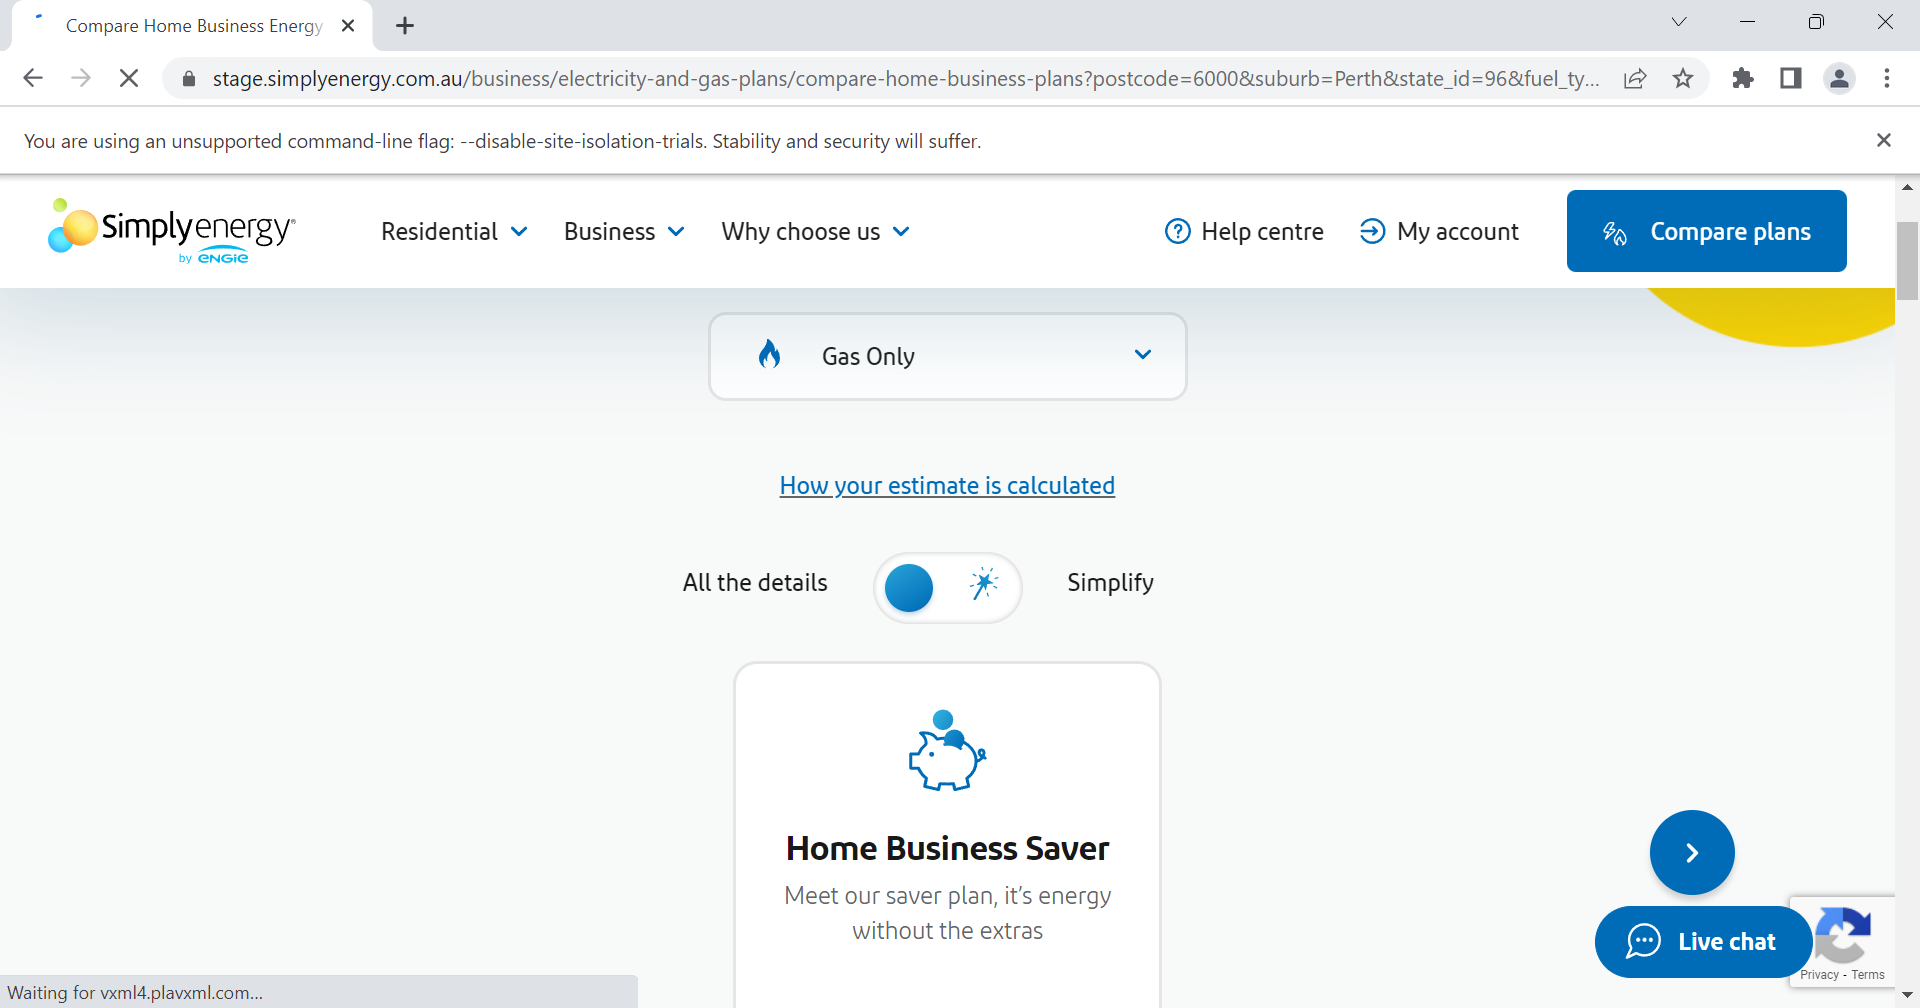 Compare Home Business Energy
stage.simplyenergy.com.au/business/electricity-and-gas-plans/compare-home-business-plans?postcode=6000&suburb=Perth&state_id=96&fuel_ty...
You are using an unsupported command-line flag: --disable-site-isolation-trials. Stability and security will suffer.
Simplyenergy®
by ENGIE
Residential
Business
Why choose us
Help centre
My account
Compare plans
Gas Only
How your estimate is calculated
All the details
Simplify
Home Business Saver
Meet our saver plan, it's energy
without the extras
Live chat
Privacy - Terms
Waiting for vxml4.plavxml.com...